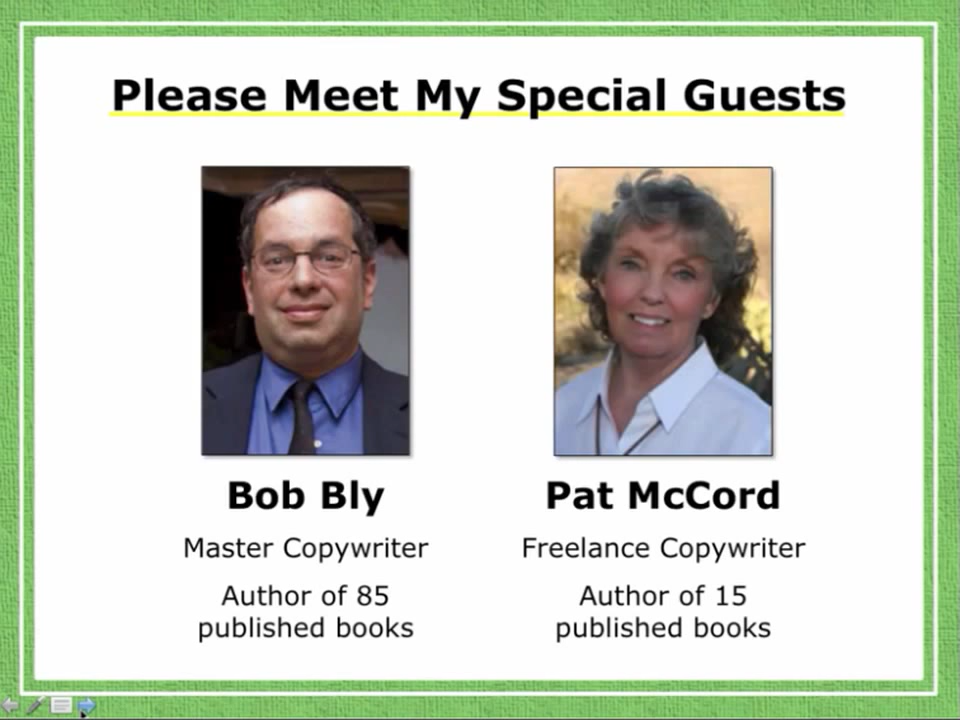 Please Meet My Special Guests
Bob Bly
Master Copywriter
Author of 85
published books
Pat McCord
Freelance Copywriter
Author of 15
published books